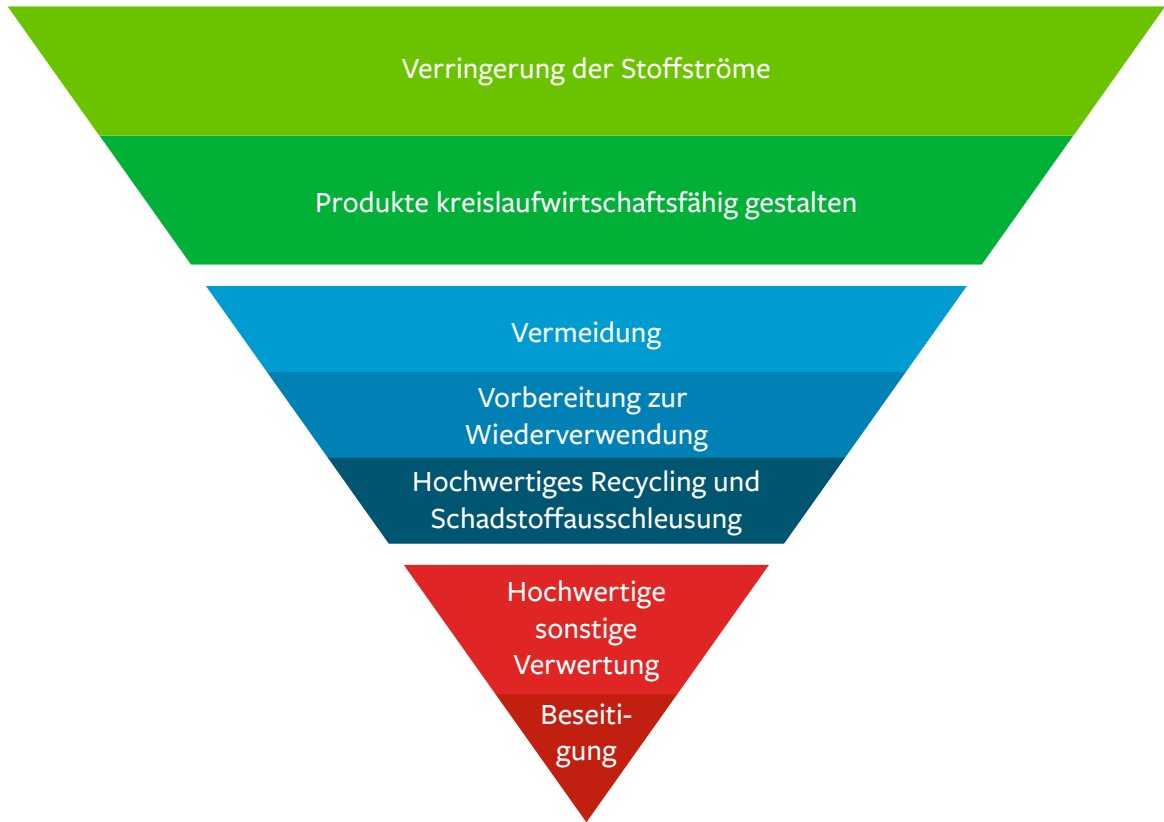 Verringerung der Stoffströme
Produkte kreislaufwirtschaftsfähig gestalten
Vermeidung
Vorbereitung zur
Wiederverwendung
Hochwertiges Recycling und
Schadstoffausschleusung
Hochwertige
sonstige
Verwertung
Beseiti-
gung